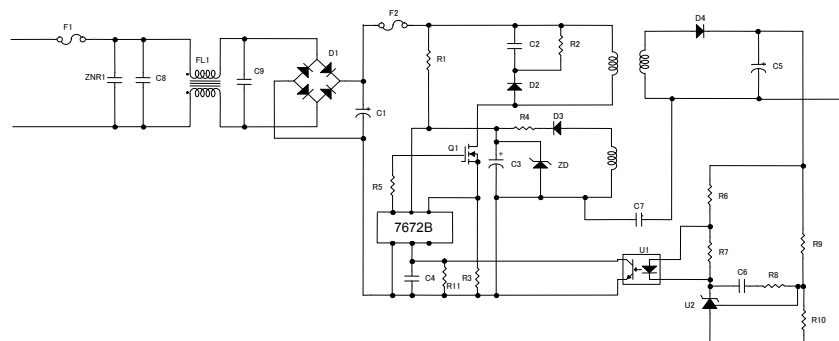 F1
F2
D4
FL1
D1
C2
R2
R1
C5
ZNR1
C8
C9
D2
C1
R4
D3
Q1
C3
ZD
R5
C7
R6
7672B
U1
R7
R9
C4
R11
R3
C6
R8
U2
R10